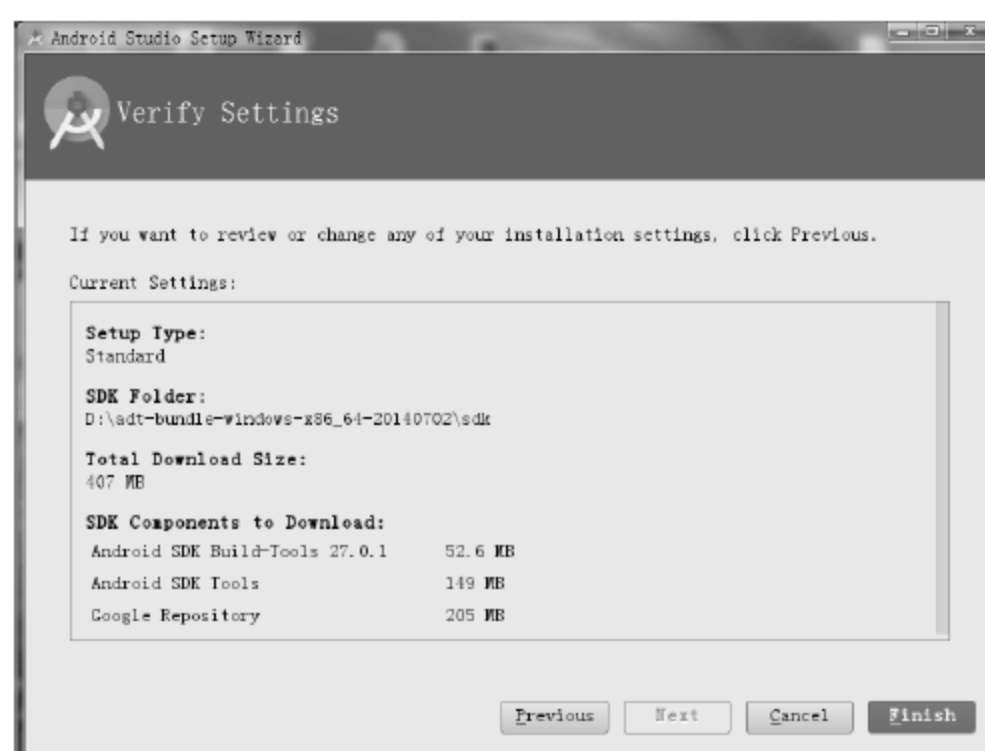 Android Studio Setup Wizard
Verify Settings
If you want to review or change any of your installation settings, click Previous.
Current Settings:
Setup Type:
Standard
SDK Folder:
D:\adt-bundle-windows-x86_64-20140702\sdk
Total Download Size:
407 MB
SDK Components to Download:
Android SDK Build-Tools 27.0.1 52.6 MB
Android SDK Tools 149 MB
Google Repository 205 MB
Previous Next Cancel Finish